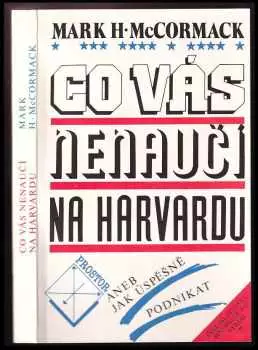 MARK H. McCORMACK
CO VÁS
NENAUČÍ
NA HARVARDU
PROSTOR
ANEB
JAK ÚSPĚŠNĚ
PODNIKAT
MARK
H. McCORMACK
CO VÁS NENAUČÍ
NA HARVARDU